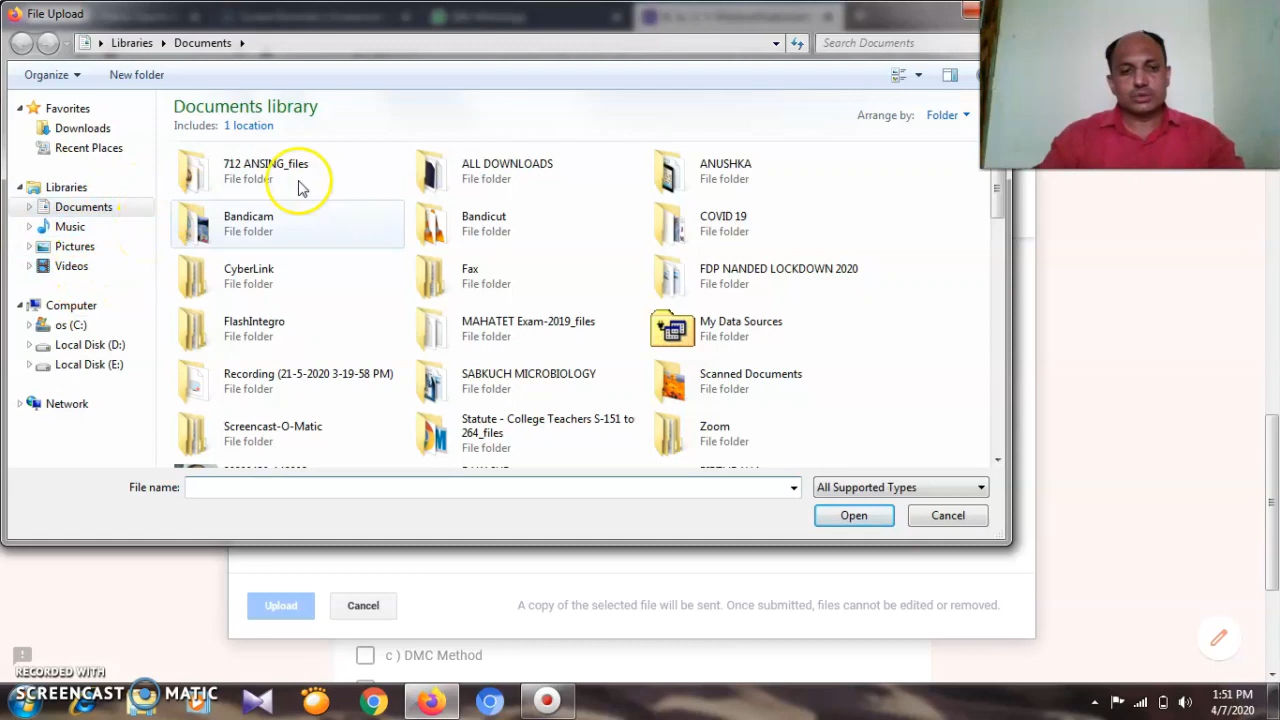 File Upload
Libraries
Documents
Search Documents
Organize
New folder
Favorites
Downloads
Recent Places
Libraries
Documents
Music
Pictures
Videos
Computer
os (C:)
Local Disk (D:)
Local Disk (E:)
Network
Documents library
Includes: 1 location
Arrange by: Folder
712 ANSING_files
File folder
ALL DOWNLOADS
File folder
ANUSHKA
File folder
Bandicam
File folder
Bandicut
File folder
COVID 19
File folder
CyberLink
File folder
Fax
File folder
FDP NANDED LOCKDOWN 2020
File folder
FlashIntegro
File folder
MAHATET Exam-2019_files
File folder
My Data Sources
File folder
Recording (21-5-2020 3-19-58 PM)
File folder
SABKUCH MICROBIOLOGY
File folder
Scanned Documents
File folder
Screencast-O-Matic
File folder
Statute - College Teachers S-151 to
264_files
File folder
Zoom
File folder
File name:
All Supported Types
Open
Cancel
Upload
Cancel
A copy of the selected file will be sent. Once submitted, files cannot be edited or removed.
c ) DMC Method
RECORDED WITH
SCREENCAST MATIC
1:51 PM
4/7/2020